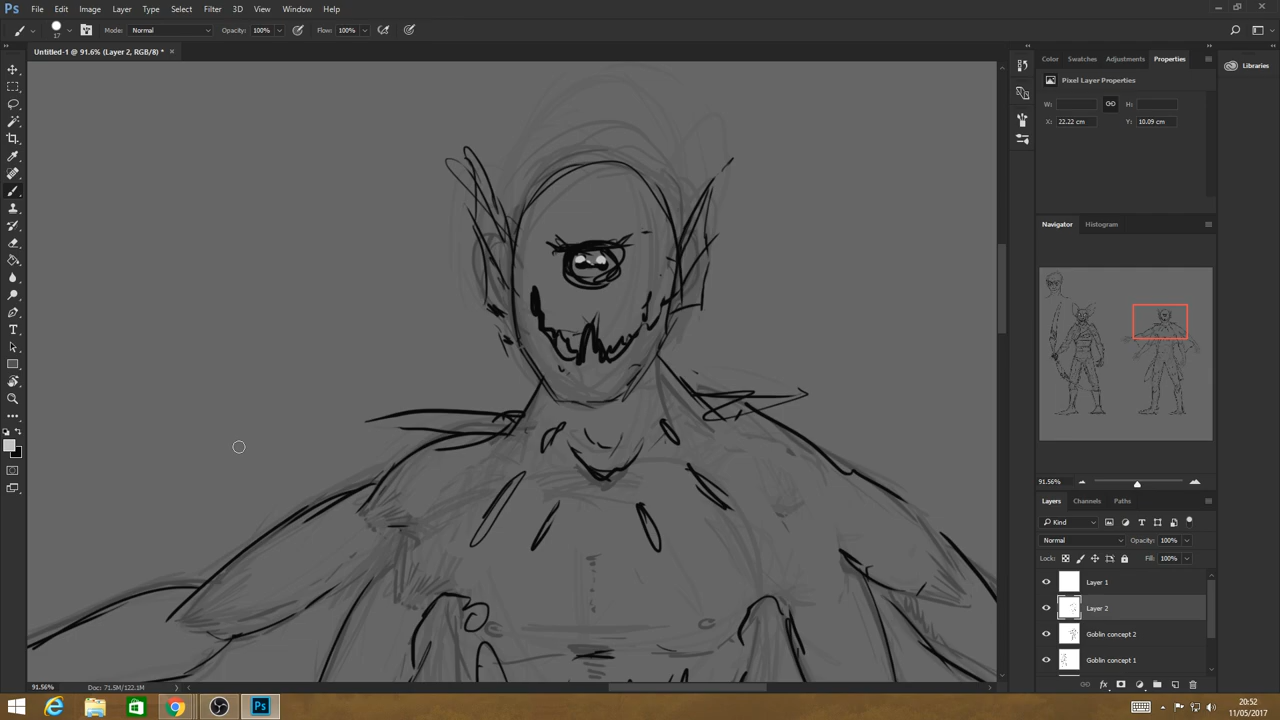 Ps File Edit Image Layer Type Select Filter 3D View Window Help
17 Mode: Normal Opacity: 100% Flow: 100%
Untitled-1 @ 91.6% (Layer 2, RGB/8) * ×
Color Swatches Adjustments Properties
Libraries
Pixel Layer Properties
W: H:
X: 22.22 cm Y: 10.09 cm
Navigator Histogram
91.56%
Layers Channels Paths
Kind
Normal Opacity: 100%
Lock: Fill: 100%
Layer 1
Layer 2
Goblin concept 2
Goblin concept 1
91.56% Doc: 71.5M/122.1M
Ps
20:52
11/05/2017